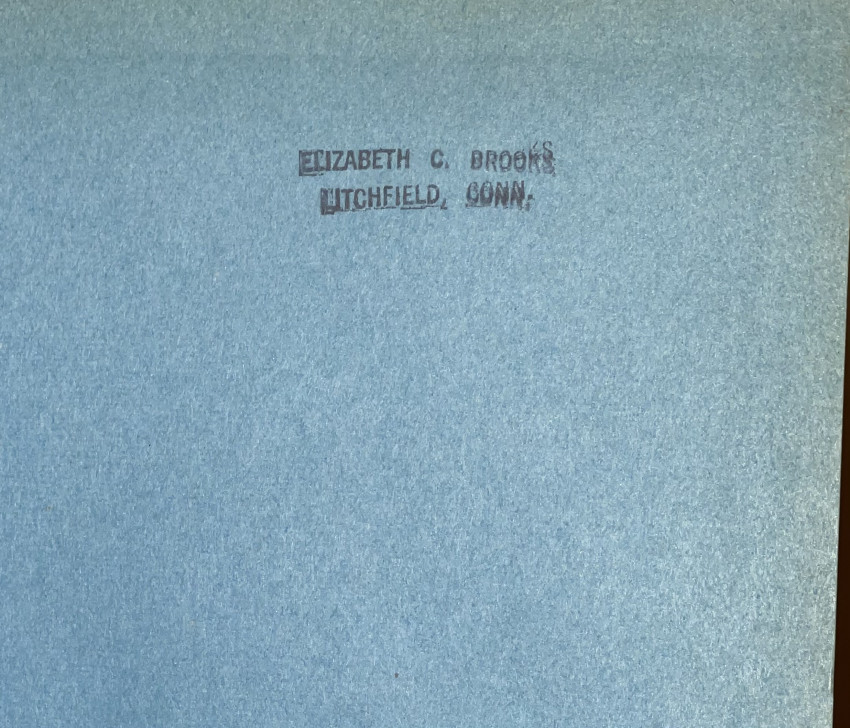 ELIZABETH C. BROOKS
LITCHFIELD, CONN.